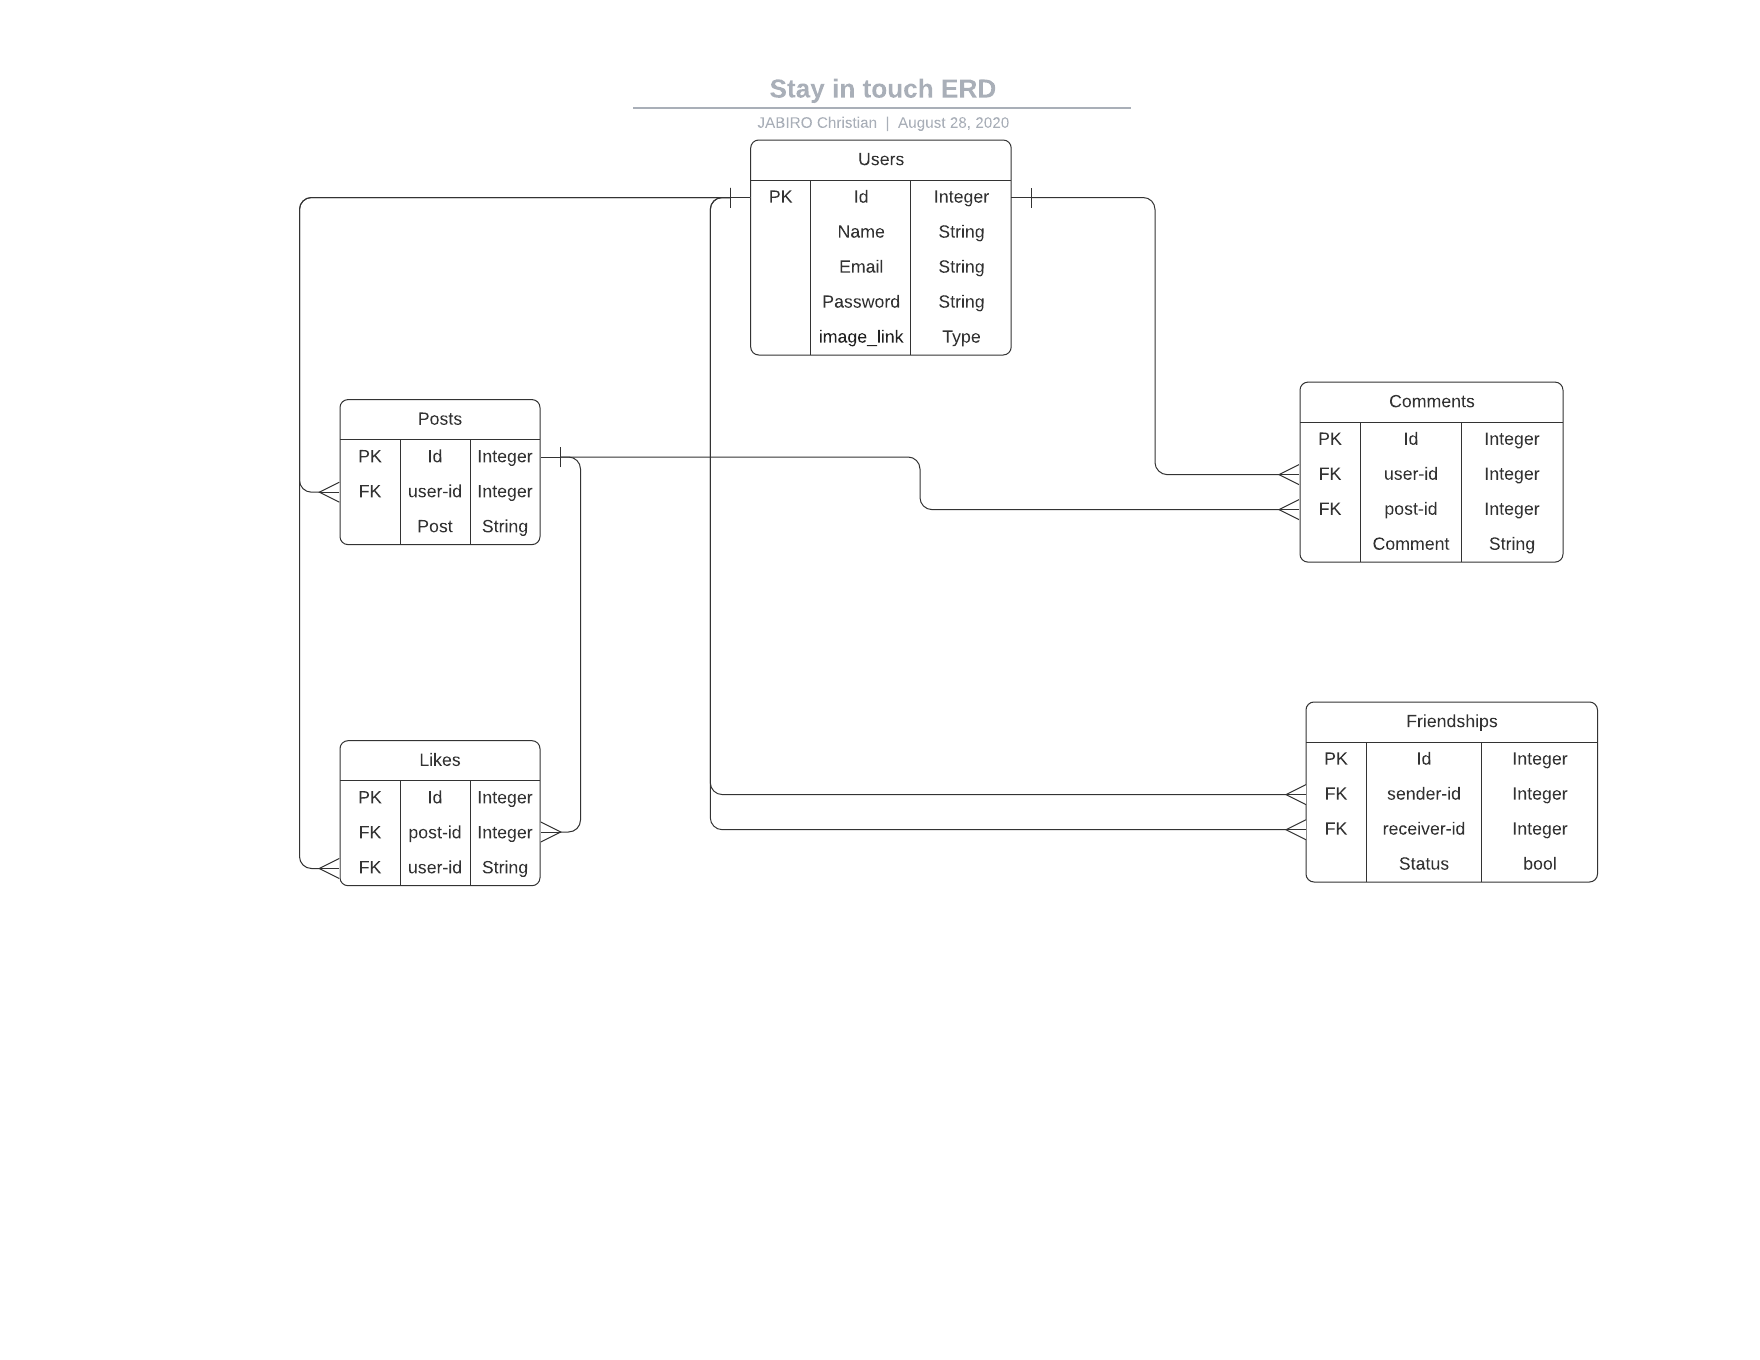 Stay in touch ERD
JABIRO Christian | August 28, 2020
Users
PK Id Integer
Name String
Email String
Password String
image_link Type
Posts
PK Id Integer
FK user-id Integer
Post String
Comments
PK Id Integer
FK user-id Integer
FK post-id Integer
Comment String
Likes
PK Id Integer
FK post-id Integer
FK user-id String
Friendships
PK Id Integer
FK sender-id Integer
FK receiver-id Integer
Status bool